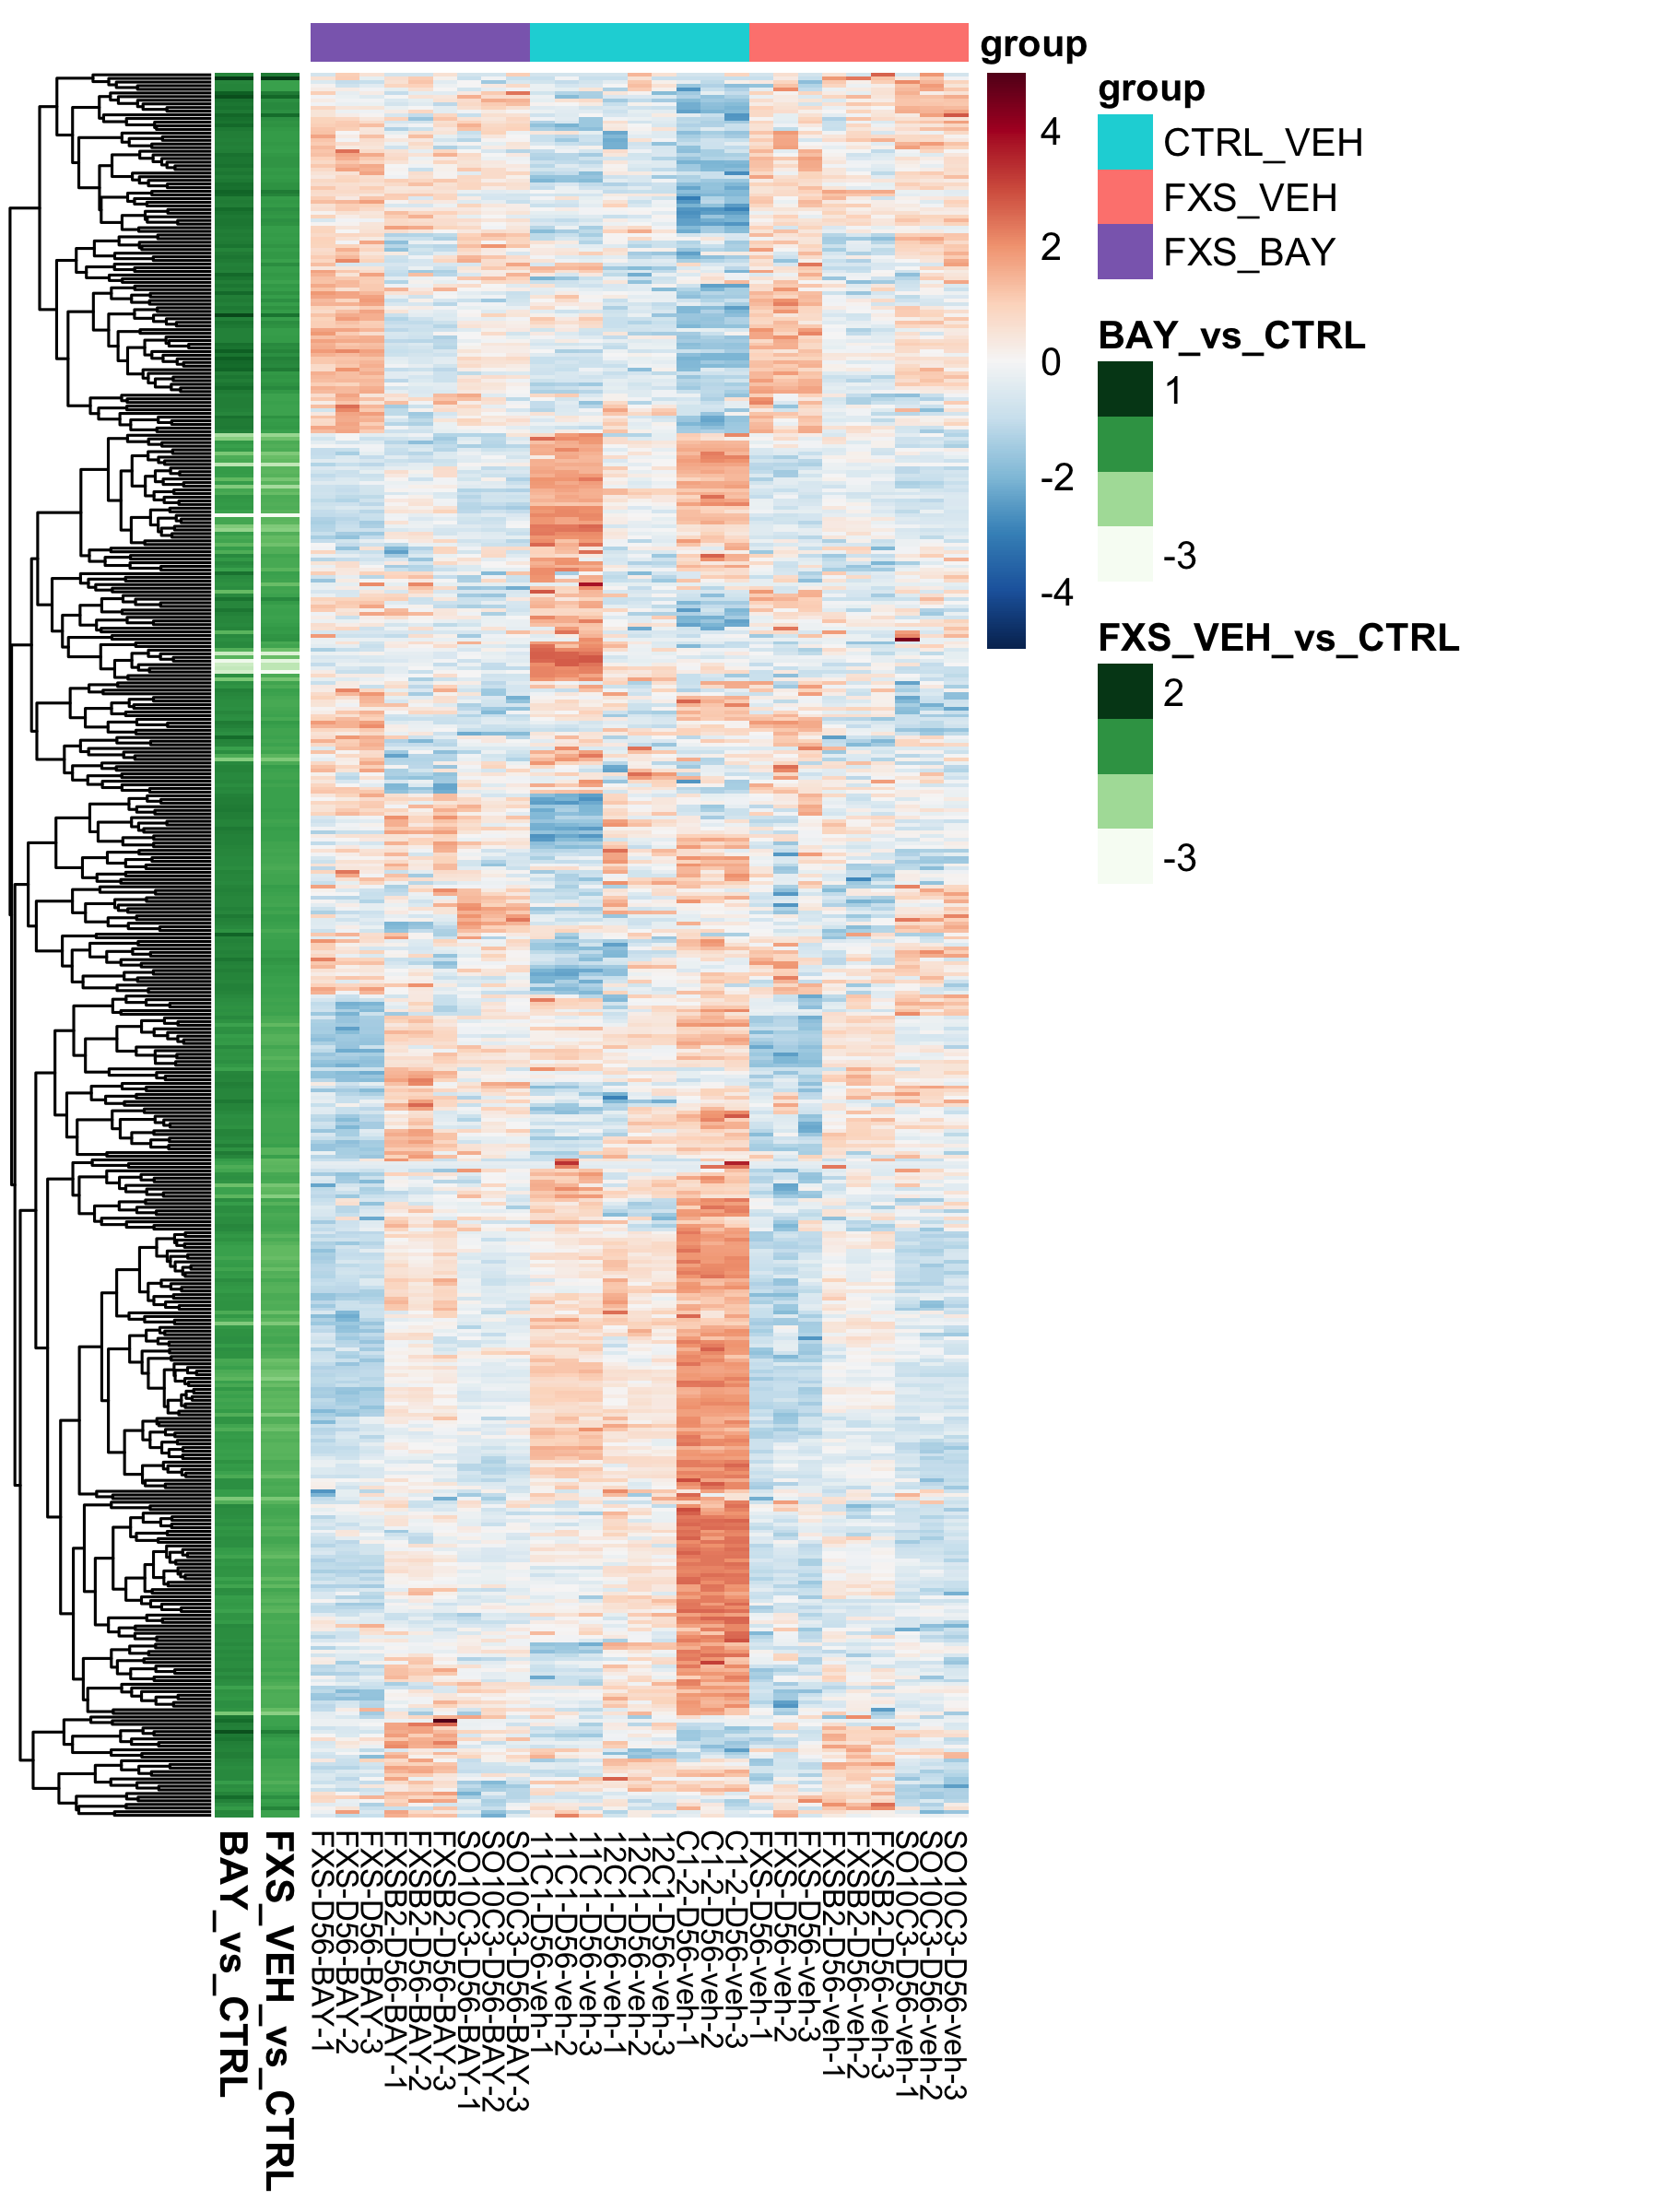 group
4
2
0
-2
-4
group
CTRL_VEH
FXS_VEH
FXS_BAY
BAY_vs_CTRL
1
-3
FXS_VEH_vs_CTRL
2
-3
BAY_vs_CTRL
FXS_VEH_vs_CTRL
FXS-D56-BAY-1
FXS-D56-BAY-2
FXS-D56-BAY-3
FXSB2-D56-BAY-1
FXSB2-D56-BAY-2
FXSB2-D56-BAY-3
SO10C3-D56-BAY-1
SO10C3-D56-BAY-2
SO10C3-D56-BAY-3
11C1-D56-veh-1
11C1-D56-veh-2
11C1-D56-veh-3
12C1-D56-veh-1
12C1-D56-veh-2
12C1-D56-veh-3
C1-2-D56-veh-1
C1-2-D56-veh-2
C1-2-D56-veh-3
FXS-D56-veh-1
FXS-D56-veh-2
FXS-D56-veh-3
FXSB2-D56-veh-1
FXSB2-D56-veh-2
FXSB2-D56-veh-3
SO10C3-D56-veh-1
SO10C3-D56-veh-2
SO10C3-D56-veh-3